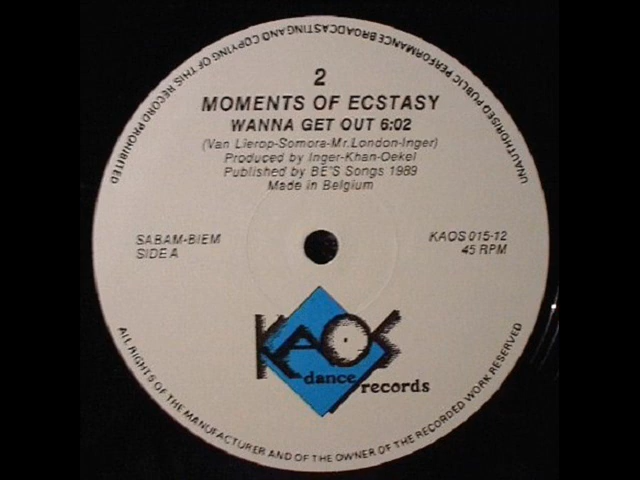 UNAUTHORISED PUBLIC PERFORMANCE BROADCASTING AND COPYING OF THIS RECORD PROHIBITED
2
MOMENTS OF ECSTASY
WANNA GET OUT 6:02
(Van Lierop-Somora-Mr.London-Inger)
Produced by Inger-Khan-Oekel
Published by BE'S Songs 1989
Made in Belgium
SABAM-BIEM
SIDE A
KAOS 015-12
45 RPM
KAOS
dance
records
ALL RIGHTS OF THE MANUFACTURER AND OF THE OWNER OF THE RECORDED WORK RESERVED